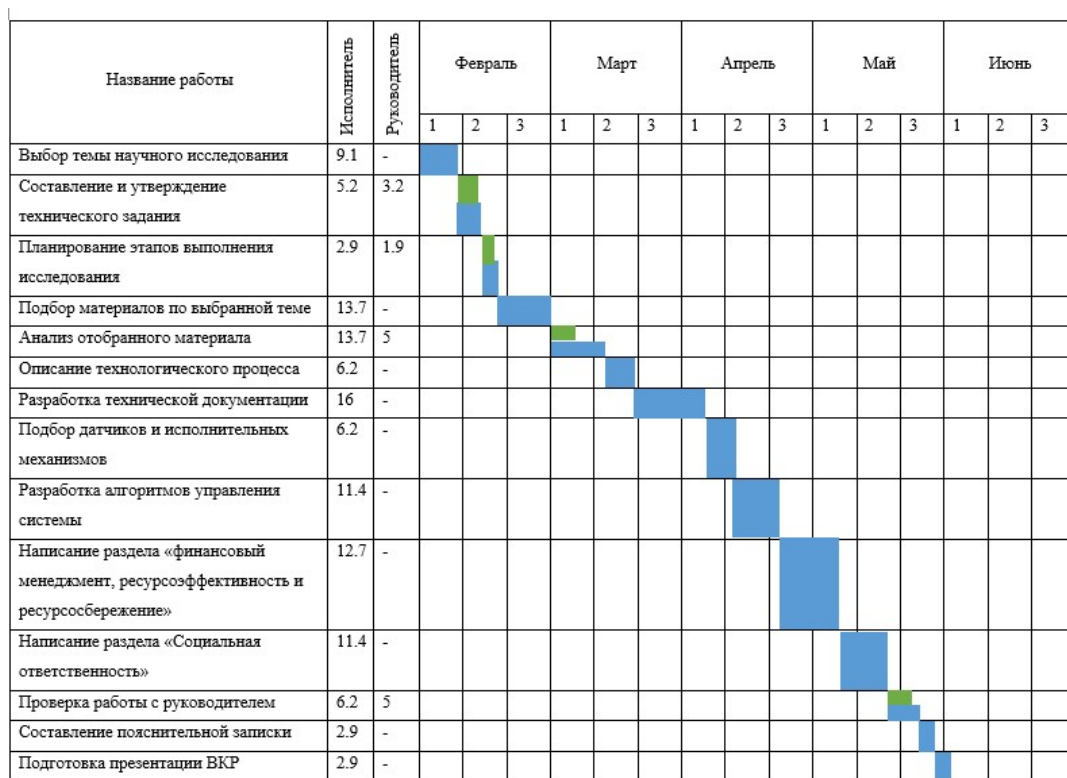 Название работы
Исполнитель
Руководитель
Февраль Март Апрель Май Июнь
1 2 3 1 2 3 1 2 3 1 2 3 1 2 3
Выбор темы научного исследования 9.1 -
Составление и утверждение 5.2 3.2
технического задания
Планирование этапов выполнения 2.9 1.9
исследования
Подбор материалов по выбранной теме 13.7 -
Анализ отобранного материала 13.7 5
Описание технологического процесса 6.2 -
Разработка технической документации 16 -
Подбор датчиков и исполнительных 6.2 -
механизмов
Разработка алгоритмов управления 11.4 -
системы
Написание раздела «финансовый 12.7 -
менеджмент, ресурсоэффективность и
ресурсосбережение»
Написание раздела «Социальная 11.4 -
ответственность»
Проверка работы с руководителем 6.2 5
Составление пояснительной записки 2.9 -
Подготовка презентации ВКР 2.9 -